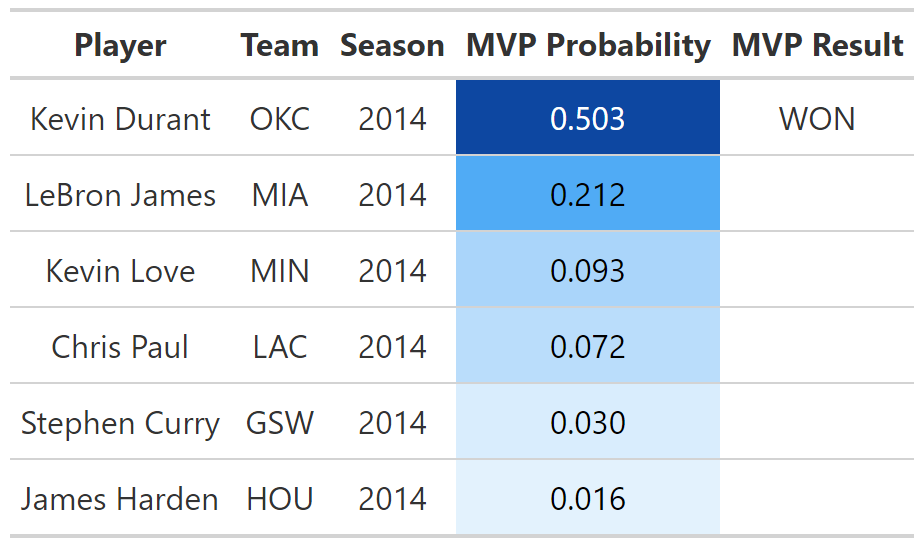 Player Team Season MVP Probability MVP Result
Kevin Durant OKC 2014 0.503 WON
LeBron James MIA 2014 0.212
Kevin Love MIN 2014 0.093
Chris Paul LAC 2014 0.072
Stephen Curry GSW 2014 0.030
James Harden HOU 2014 0.016